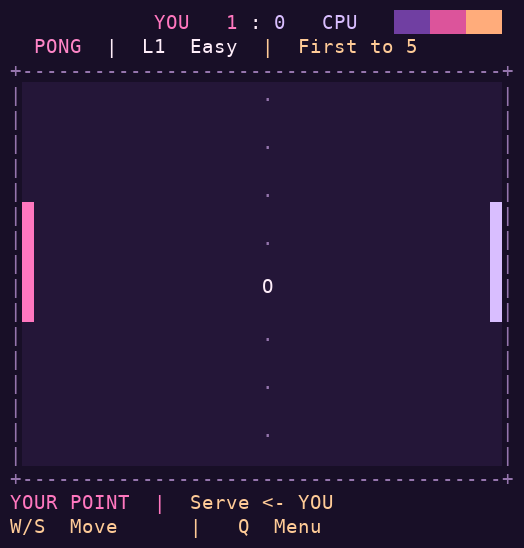 YOU 1 : 0 CPU
PONG | L1 Easy | First to 5
O
YOUR POINT | Serve <- YOU
W/S Move | Q Menu